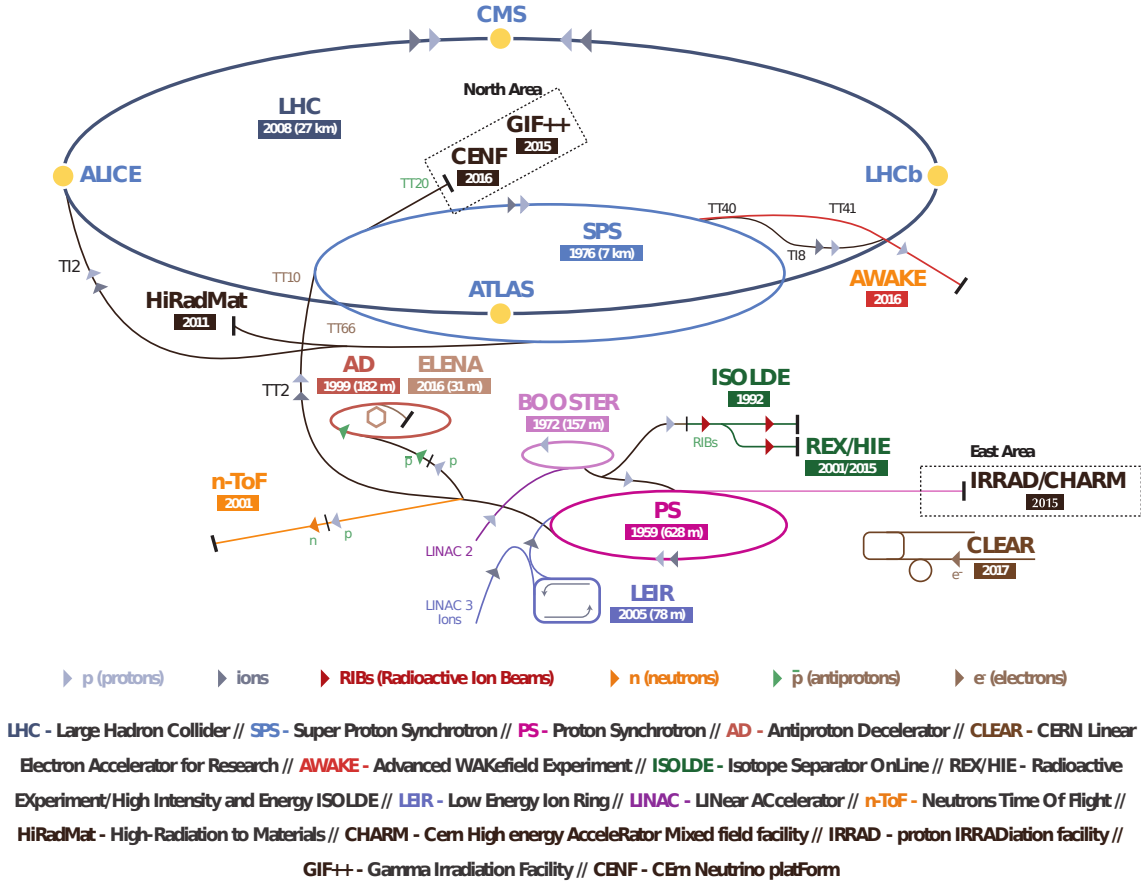 CMS
North Area
LHC
2008 (27 km)
GIF++
2015
CENF
2016
ALICE
TT20
LHCb
TT40
TT41
SPS
1976 (7 km)
TI8
TI2
TT10
AWAKE
2016
ATLAS
HiRadMat
2011
TT66
AD
1999 (182 m)
ELENA
2016 (31 m)
TT2
ISOLDE
1992
BOOSTER
1972 (157 m)
RIBs
REX/HIE
2001/2015
p̄
p
East Area
IRRAD/CHARM
2015
n-ToF
2001
PS
1959 (628 m)
n
p
LINAC 2
CLEAR
2017
e-
LEIR
2005 (78 m)
LINAC 3
Ions
p (protons)
ions
RIBs (Radioactive Ion Beams)
n (neutrons)
p̄ (antiprotons)
e- (electrons)
LHC - Large Hadron Collider // SPS - Super Proton Synchrotron // PS - Proton Synchrotron // AD - Antiproton Decelerator // CLEAR - CERN Linear
Electron Accelerator for Research // AWAKE - Advanced WAKefield Experiment // ISOLDE - Isotope Separator OnLine // REX/HIE - Radioactive
EXperiment/High Intensity and Energy ISOLDE // LEIR - Low Energy Ion Ring // LINAC - LINear ACcelerator // n-ToF - Neutrons Time Of Flight //
HiRadMat - High-Radiation to Materials // CHARM - Cern High energy AcceleRator Mixed field facility // IRRAD - proton IRRADiation facility //
GIF++ - Gamma Irradiation Facility // CENF - CErn Neutrino platForm